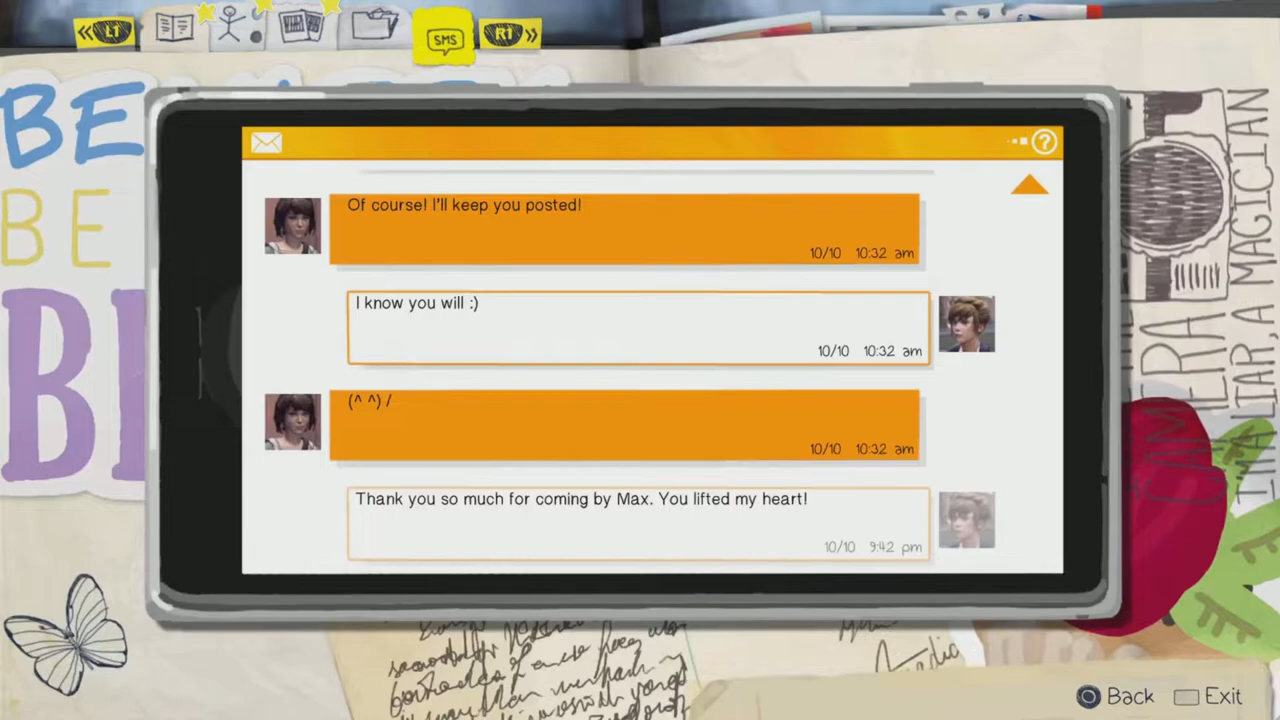 L1
SMS
R1
BE
BE
?
Of course! I'll keep you posted!
10/10 10:32 am
I know you will :)
10/10 10:32 am
(^ ^) /
10/10 10:32 am
Thank you so much for coming by Max. You lifted my heart!
10/10 9:42 pm
A MAGICIAN
Back
Exit